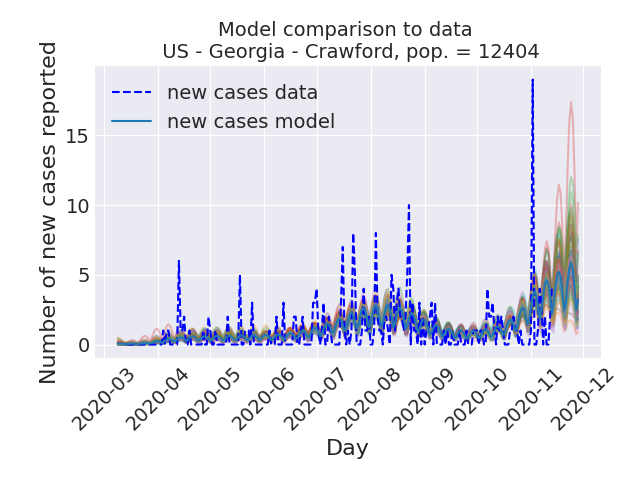 Model comparison to data
US - Georgia - Crawford, pop. = 12404
new cases data
new cases model
Number of new cases reported
15
10
5
0
2020-03
2020-04
2020-05
2020-06
2020-07
2020-08
2020-09
2020-10
2020-11
2020-12
Day